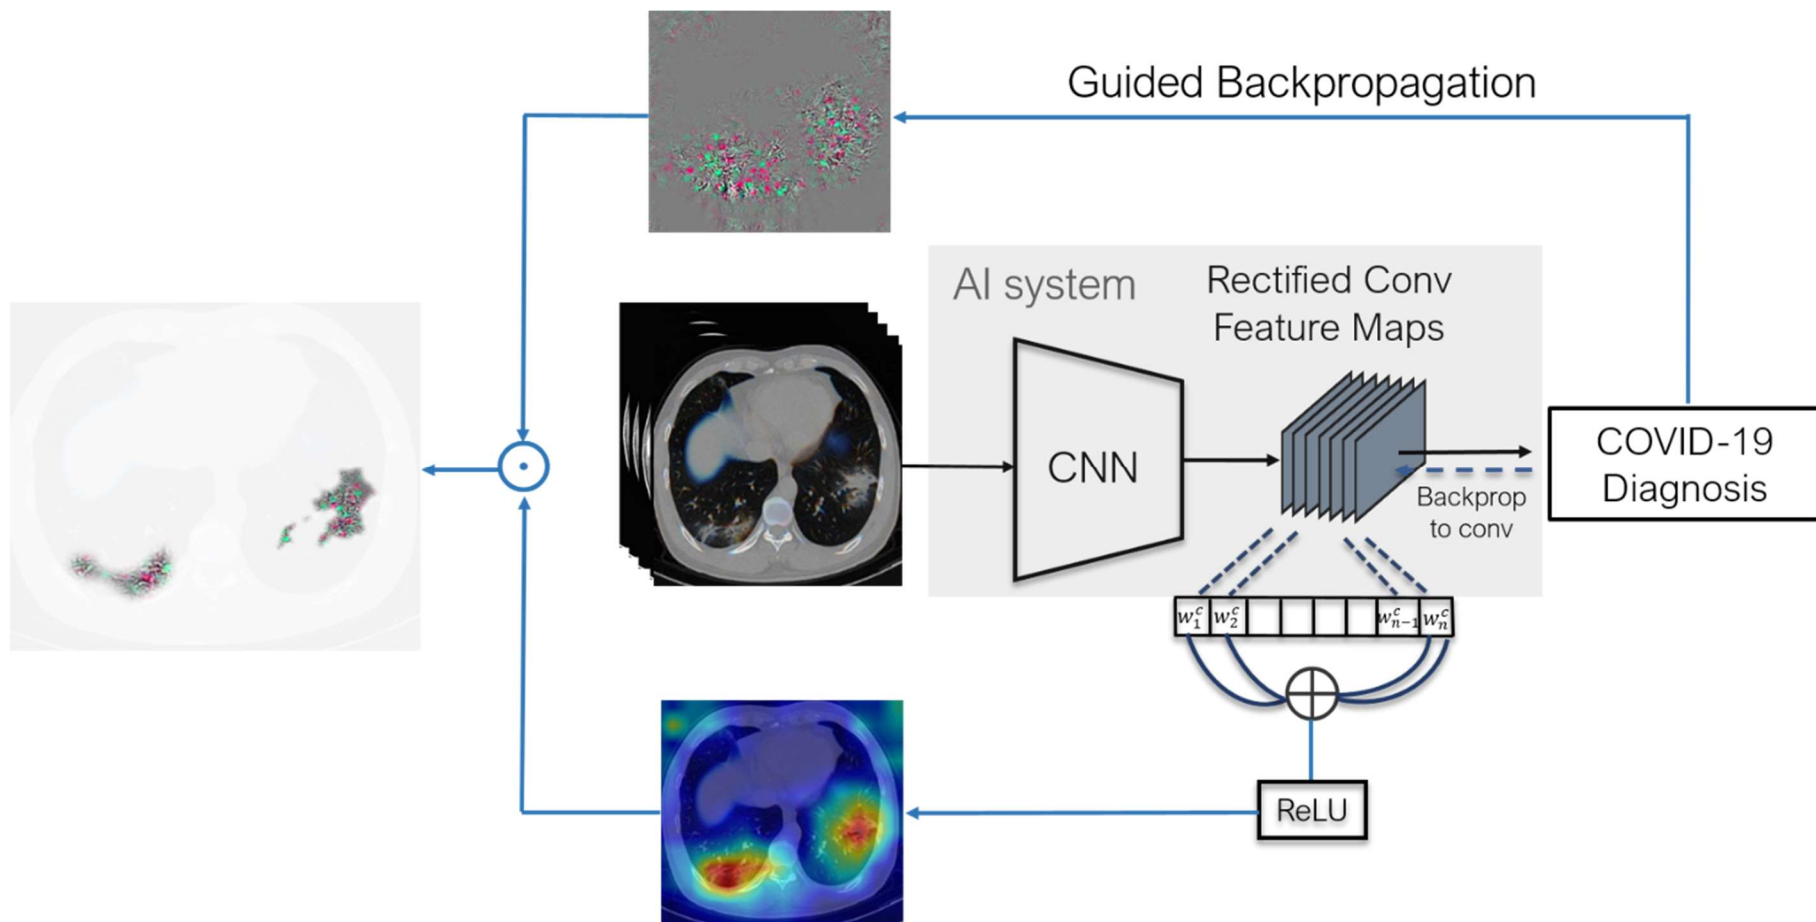 Guided Backpropagation
AI system
Rectified Conv
Feature Maps
CNN
COVID-19
Diagnosis
Backprop
to conv
w₁ᶜ w₂ᶜ wₙ₋₁ᶜ wₙᶜ
ReLU